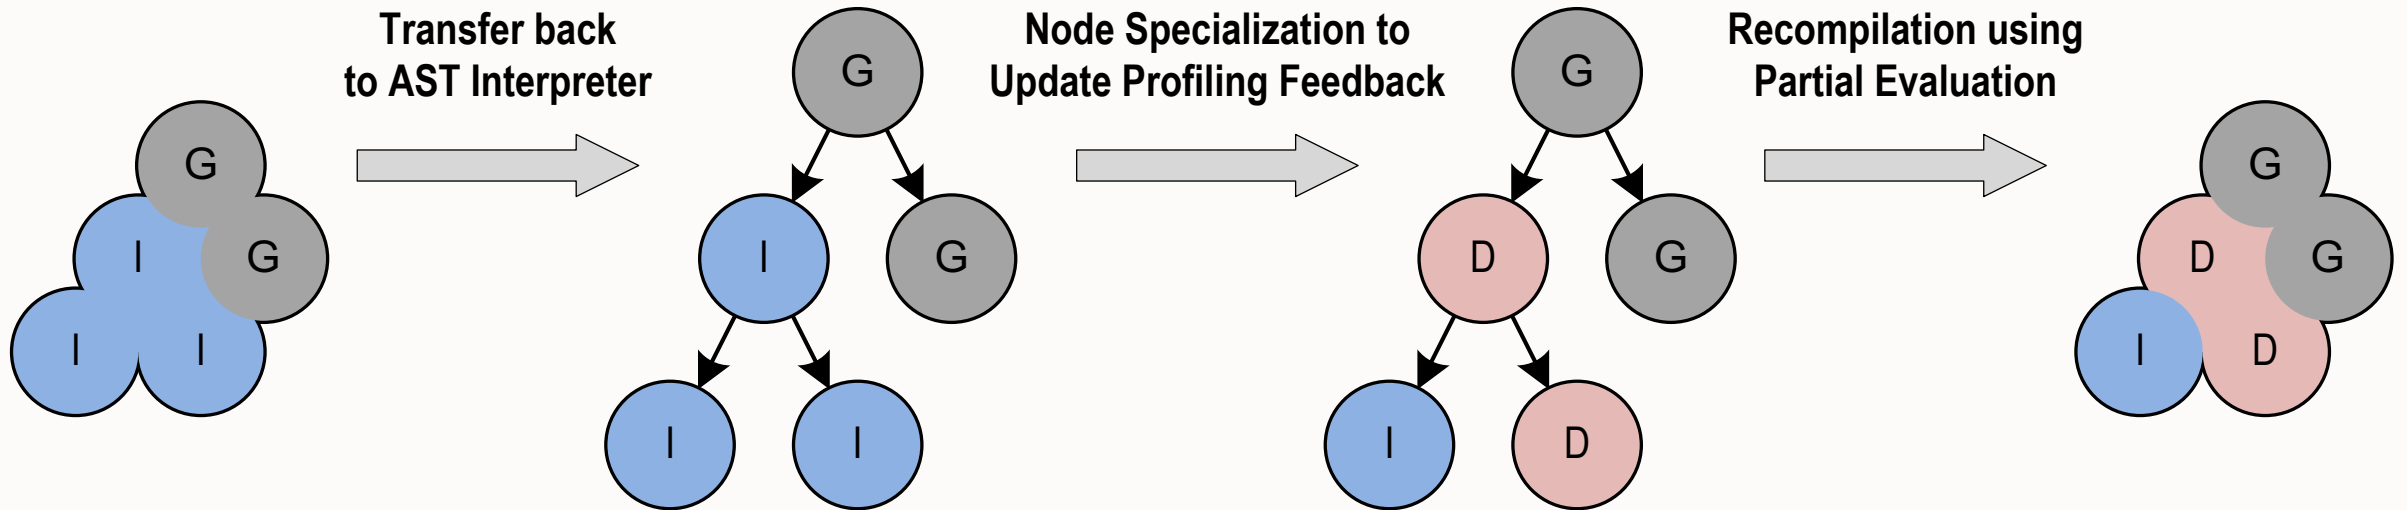 Transfer back
to AST Interpreter
Node Specialization to
Update Profiling Feedback
Recompilation using
Partial Evaluation
G
I
G
I
I
G
I
G
I
I
G
D
G
I
D
G
D
G
I
D